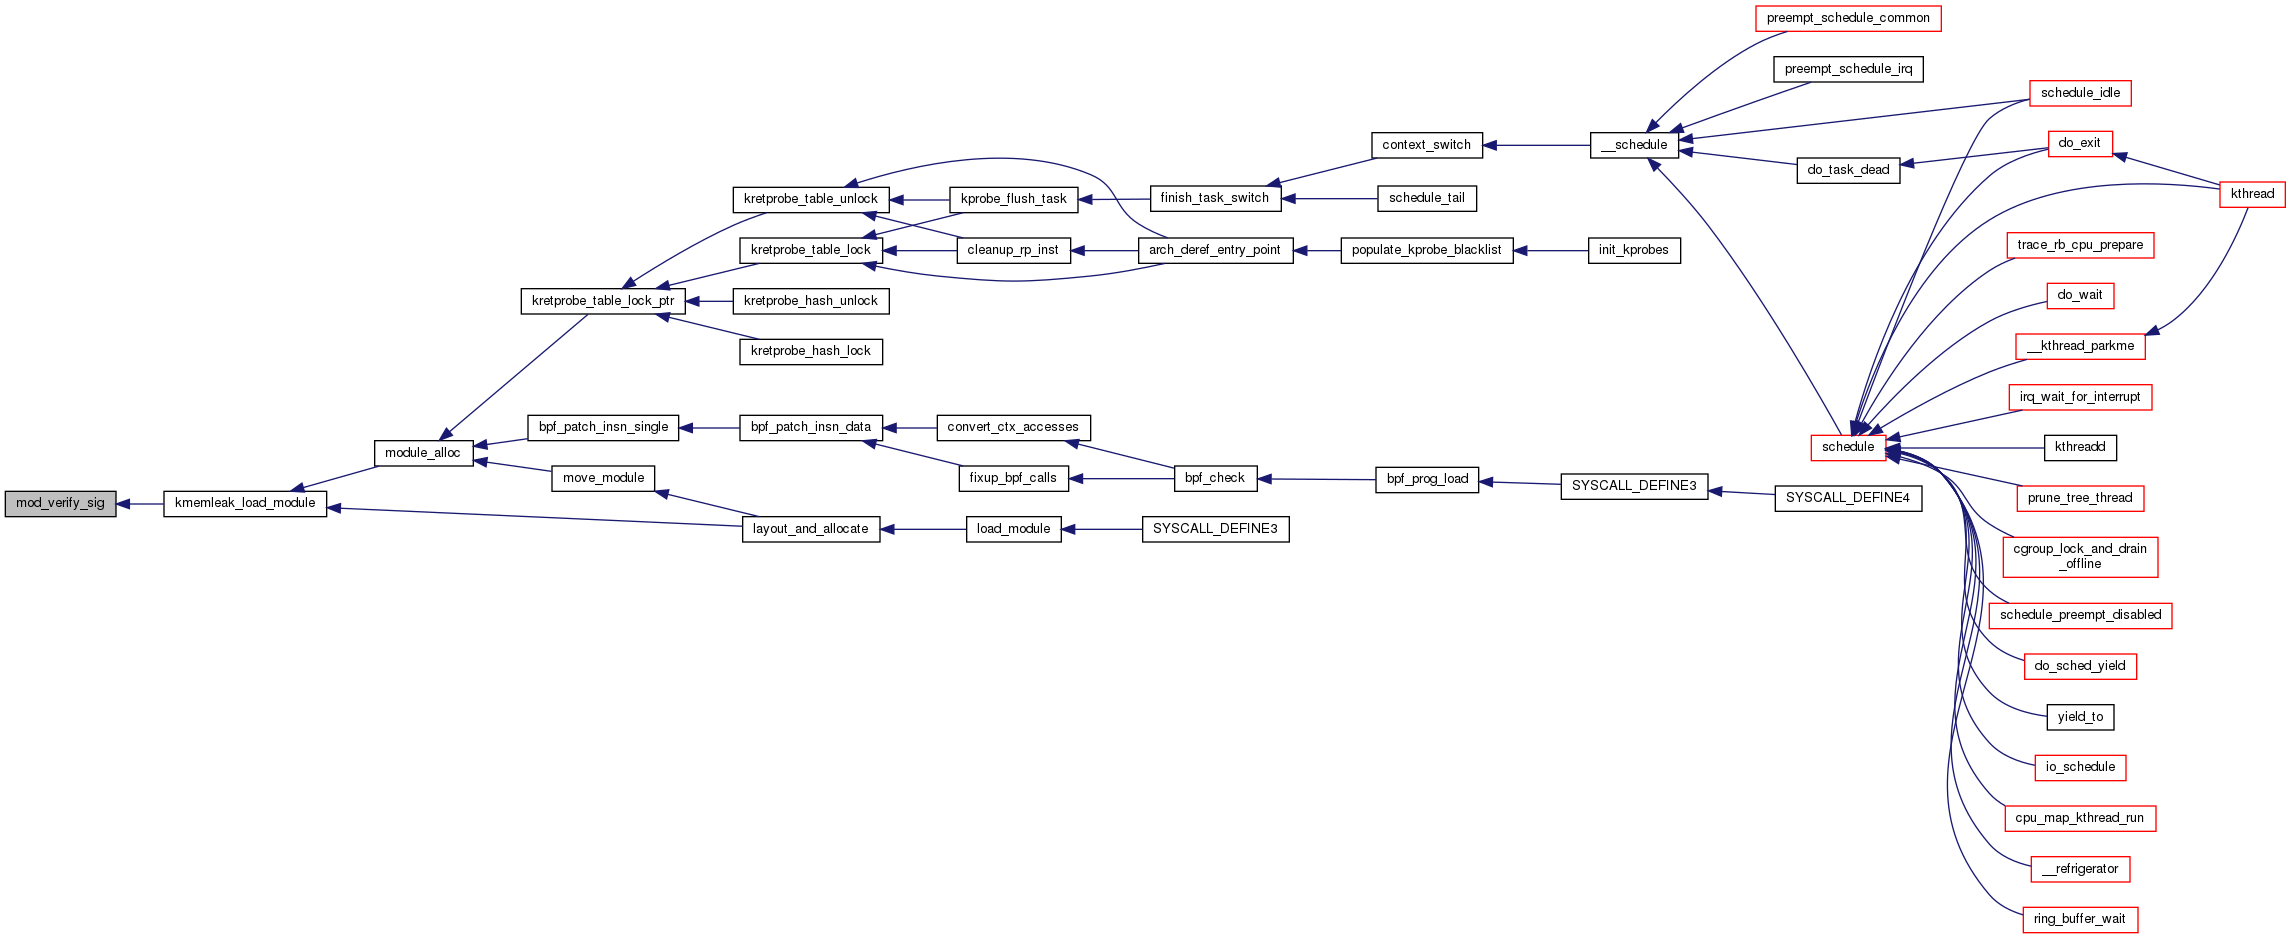 preempt_schedule_common
preempt_schedule_irq
schedule_idle
context_switch
__schedule
do_exit
do_task_dead
kretprobe_table_unlock
kprobe_flush_task
finish_task_switch
schedule_tail
kthread
kretprobe_table_lock
cleanup_rp_inst
arch_deref_entry_point
populate_kprobe_blacklist
init_kprobes
trace_rb_cpu_prepare
kretprobe_table_lock_ptr
kretprobe_hash_unlock
do_wait
kretprobe_hash_lock
__kthread_parkme
irq_wait_for_interrupt
bpf_patch_insn_single
bpf_patch_insn_data
convert_ctx_accesses
module_alloc
schedule
kthreadd
move_module
fixup_bpf_calls
bpf_check
bpf_prog_load
SYSCALL_DEFINE3
SYSCALL_DEFINE4
prune_tree_thread
mod_verify_sig
kmemleak_load_module
layout_and_allocate
load_module
SYSCALL_DEFINE3
cgroup_lock_and_drain
_offline
schedule_preempt_disabled
do_sched_yield
yield_to
io_schedule
cpu_map_kthread_run
__refrigerator
ring_buffer_wait